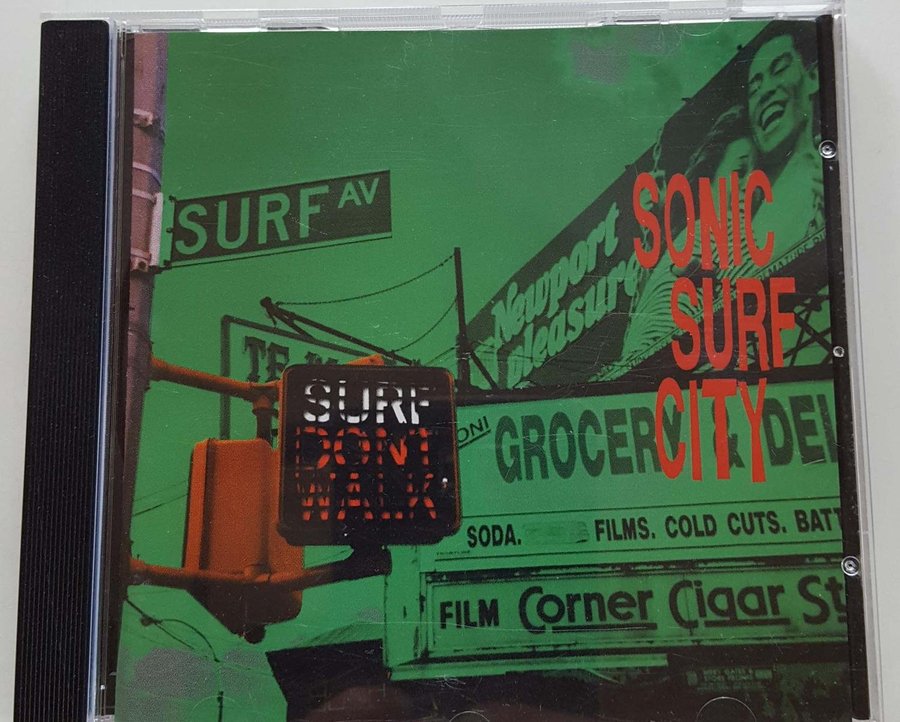 SURF AV
SONIC
SURF
CITY
Newport
pleasure
SURF
DONT
WALK
GROCERY & DEL
SODA. FILMS. COLD CUTS. BATT
FILM Corner Cigar St